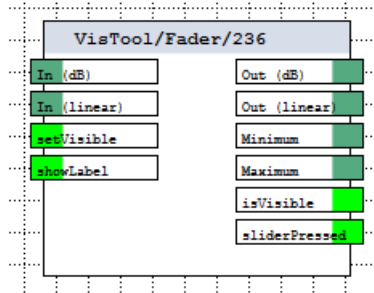 VisTool/Fader/236
In (dB)
Out (dB)
In (linear)
Out (linear)
setVisible
Minimum
showLabel
Maximum
isVisible
sliderPressed